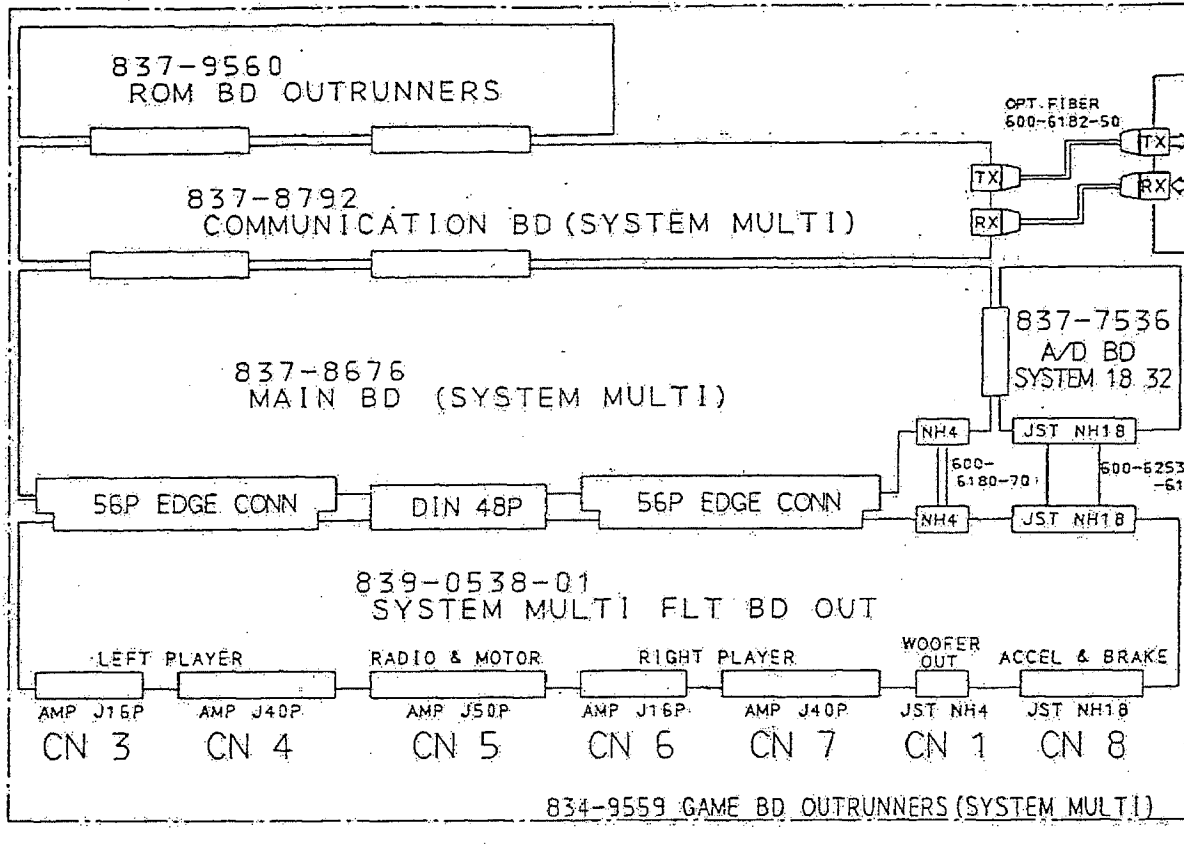 837-9560
ROM BD OUTRUNNERS
OPT.FIBER
600-6182-50
TX
TX
RX
RX
837-8792
COMMUNICATION BD (SYSTEM MULTI)
837-7536
A/D BD
SYSTEM 18 32
837-8676
MAIN BD (SYSTEM MULTI)
NH4
JST NH18
600-
6180-70
600-6253
-61
56P EDGE CONN
DIN 48P
56P EDGE CONN
NH4
JST NH18
839-0538-01
SYSTEM MULTI FLT BD OUT
LEFT PLAYER
RADIO & MOTOR
RIGHT PLAYER
WOOFER
OUT
ACCEL & BRAKE
AMP J16P
AMP J40P
AMP J50P
AMP J16P
AMP J40P
JST NH4
JST NH18
CN 3
CN 4
CN 5
CN 6
CN 7
CN 1
CN 8
834-9559 GAME BD OUTRUNNERS (SYSTEM MULTI)